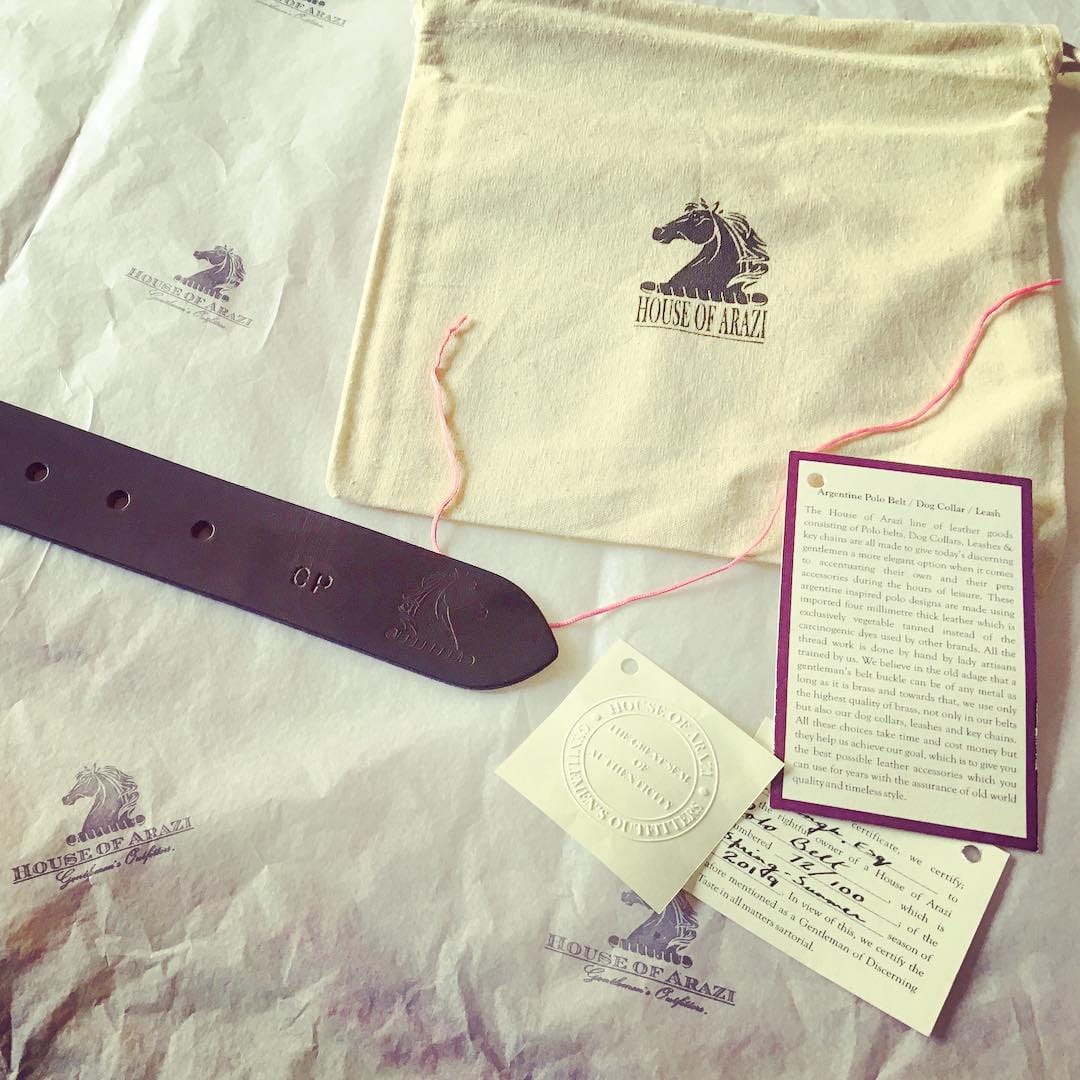 OF ARAZI
HOUSE OF ARAZI
Gentlemen's Outfitters.
HOUSE OF ARAZI
CP
Argentine Polo Belt / Dog Collar / Leash
The House of Arazi line of leather goods
consisting of Polo belts, Dog Collars, Leashes &
key chains are all made to give today's discerning
gentlemen a more elegant option when it comes
to accentuating their own and their pets
accessories during the hours of leisure. These
argentine inspired polo designs are made using
imported four millimetre thick leather which is
exclusively vegetable tanned instead of the
carcinogenic dyes used by other brands. All the
thread work is done by hand by lady artisans
trained by us. We believe in the old adage that a
gentleman's belt buckle can be of any metal as
long as it is brass and towards that, we use only
the highest quality of brass, not only in our belts
but also our dog collars, leashes and key chains.
All these choices take time and cost money but
they help us achieve our goal, which is to give you
the best possible leather accessories which you
can use for years with the assurance of old world
quality and timeless style.
HOUSE OF ARAZI
THE GREAT SEAL
OF
AUTHENTICITY
GENTLEMEN'S OUTFITTERS
certificate, we certify;
Esq to
the rightful owner of a House of Arazi
Polo Belt
numbered 12/100, which is
Spring-Summer; of the
2019 season of
afore mentioned as a Gentleman of Discerning
Taste in all matters sartorial.
In view of this, we certify the
HOUSE OF ARAZI
Gentlemen's Outfitters.
HOUSE OF ARAZI
Gentlemen's Outfitters.